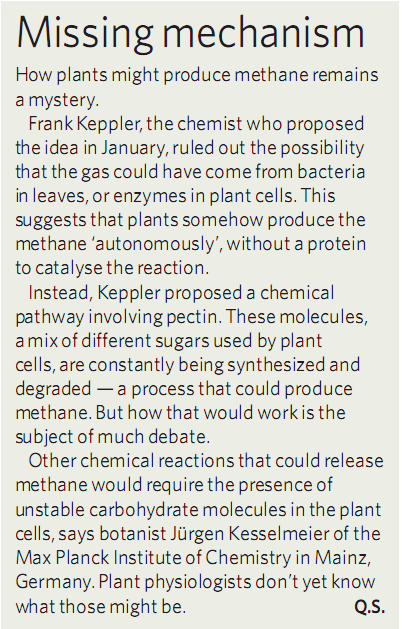 Missing mechanism
How plants might produce methane remains
a mystery.
Frank Keppler, the chemist who proposed
the idea in January, ruled out the possibility
that the gas could have come from bacteria
in leaves, or enzymes in plant cells. This
suggests that plants somehow produce the
methane ‘autonomously’, without a protein
to catalyse the reaction.
Instead, Keppler proposed a chemical
pathway involving pectin. These molecules,
a mix of different sugars used by plant
cells, are constantly being synthesized and
degraded — a process that could produce
methane. But how that would work is the
subject of much debate.
Other chemical reactions that could release
methane would require the presence of
unstable carbohydrate molecules in the plant
cells, says botanist Jürgen Kesselmeier of the
Max Planck Institute of Chemistry in Mainz,
Germany. Plant physiologists don’t yet know
what those might be. Q.S.